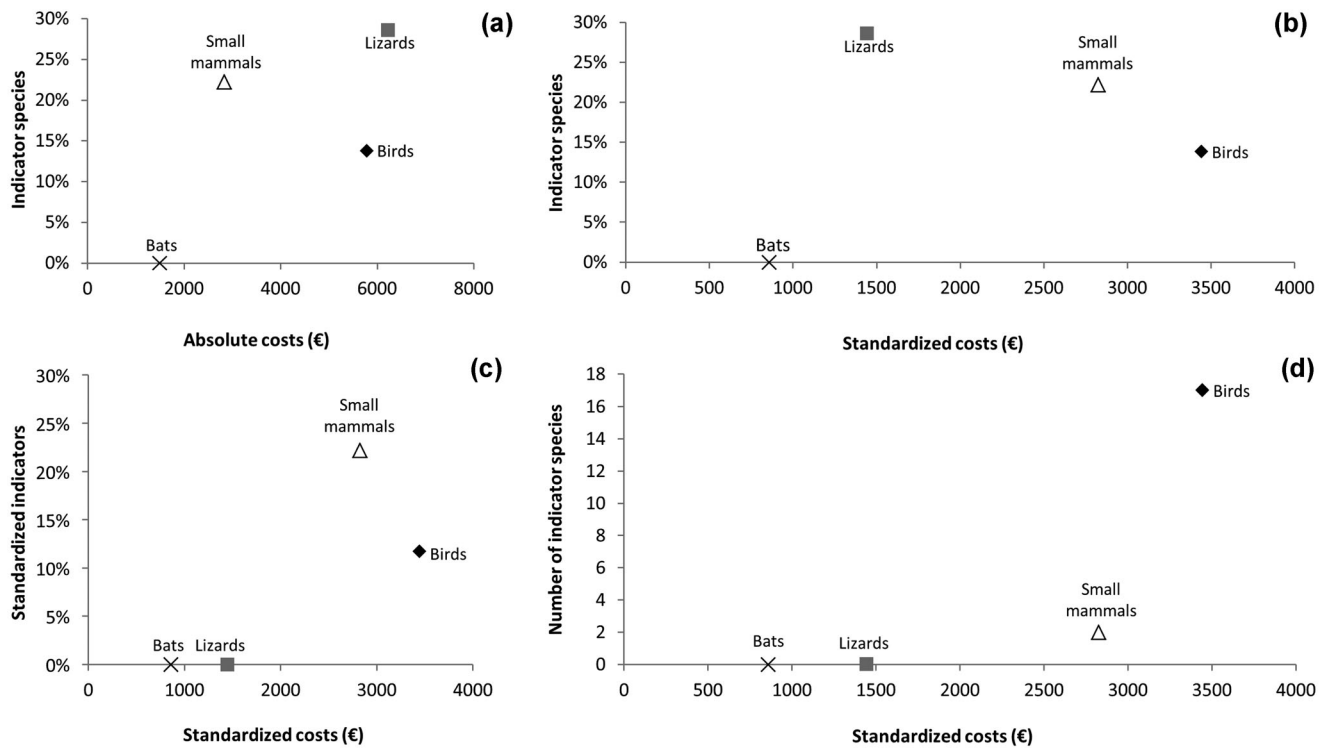 (a)
Indicator species
30%
25%
20%
15%
10%
5%
0%
Small
mammals
Lizards
Birds
Bats
0 2000 4000 6000 8000
Absolute costs (€)
(b)
Indicator species
30%
25%
20%
15%
10%
5%
0%
Lizards
Small
mammals
Birds
Bats
0 500 1000 1500 2000 2500 3000 3500 4000
Standardized costs (€)
(c)
Standardized indicators
30%
25%
20%
15%
10%
5%
0%
Small
mammals
Birds
Bats Lizards
0 1000 2000 3000 4000
Standardized costs (€)
(d)
Number of indicator species
18
16
14
12
10
8
6
4
2
0
Birds
Small
mammals
Bats Lizards
0 500 1000 1500 2000 2500 3000 3500 4000
Standardized costs (€)